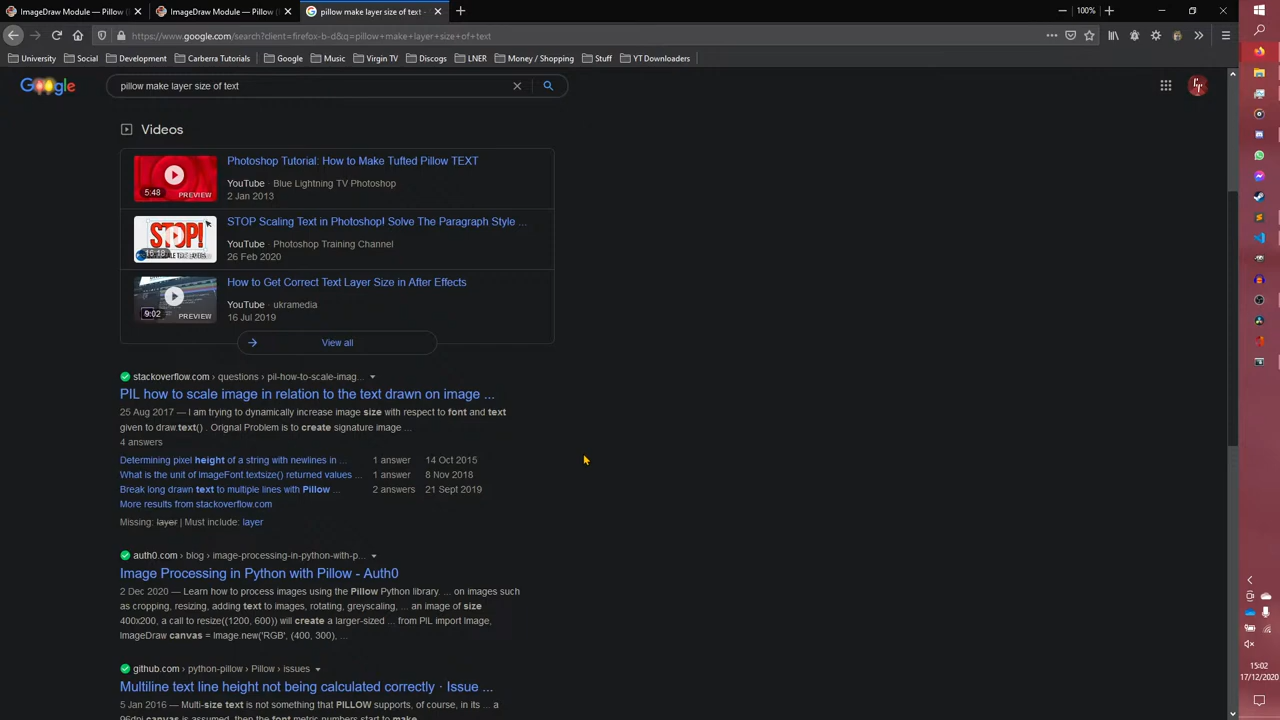 ImageDraw Module — Pillow (
ImageDraw Module — Pillow (
pillow make layer size of text -
100%
https://www.google.com/search?client=firefox-b-d&q=pillow+make+layer+size+of+text
University
Social
Development
Carberra Tutorials
Google
Music
Virgin TV
Discogs
LNER
Money / Shopping
Stuff
YT Downloaders
pillow make layer size of text
Videos
Photoshop Tutorial: How to Make Tufted Pillow TEXT
YouTube · Blue Lightning TV Photoshop
2 Jan 2013
5:48
PREVIEW
STOP Scaling Text in Photoshop! Solve The Paragraph Style ...
YouTube · Photoshop Training Channel
26 Feb 2020
STOP!
How to Get Correct Text Layer Size in After Effects
YouTube · ukramedia
16 Jul 2019
9:02
PREVIEW
View all
stackoverflow.com › questions › pil-how-to-scale-imag...
PIL how to scale image in relation to the text drawn on image ...
25 Aug 2017 — I am trying to dynamically increase image size with respect to font and text
given to draw.text() . Orignal Problem is to create signature image ...
4 answers
Determining pixel height of a string with newlines in ... 1 answer 14 Oct 2015
What is the unit of imageFont textsize() returned values ... 1 answer 8 Nov 2018
Break long drawn text to multiple lines with Pillow ... 2 answers 21 Sept 2019
More results from stackoverflow.com
Missing: layer | Must include: layer
auth0.com › blog › image-processing-in-python-with-p...
Image Processing in Python with Pillow - Auth0
2 Dec 2020 — Learn how to process images using the Pillow Python library. ... on images such
as cropping, resizing, adding text to images, rotating, greyscaling, ... an image of size
400x200, a call to resize((1200, 600)) will create a larger-sized ... from PIL import Image,
ImageDraw canvas = Image.new('RGB', (400, 300), ...
github.com › python-pillow › Pillow › issues
Multiline text line height not being calculated correctly · Issue ...
5 Jan 2016 — Multi-size text is not something that PILLOW supports, of course, in its ... a
96dpi canvas is assumed, then the font metric numbers start to make
15:02
17/12/2020